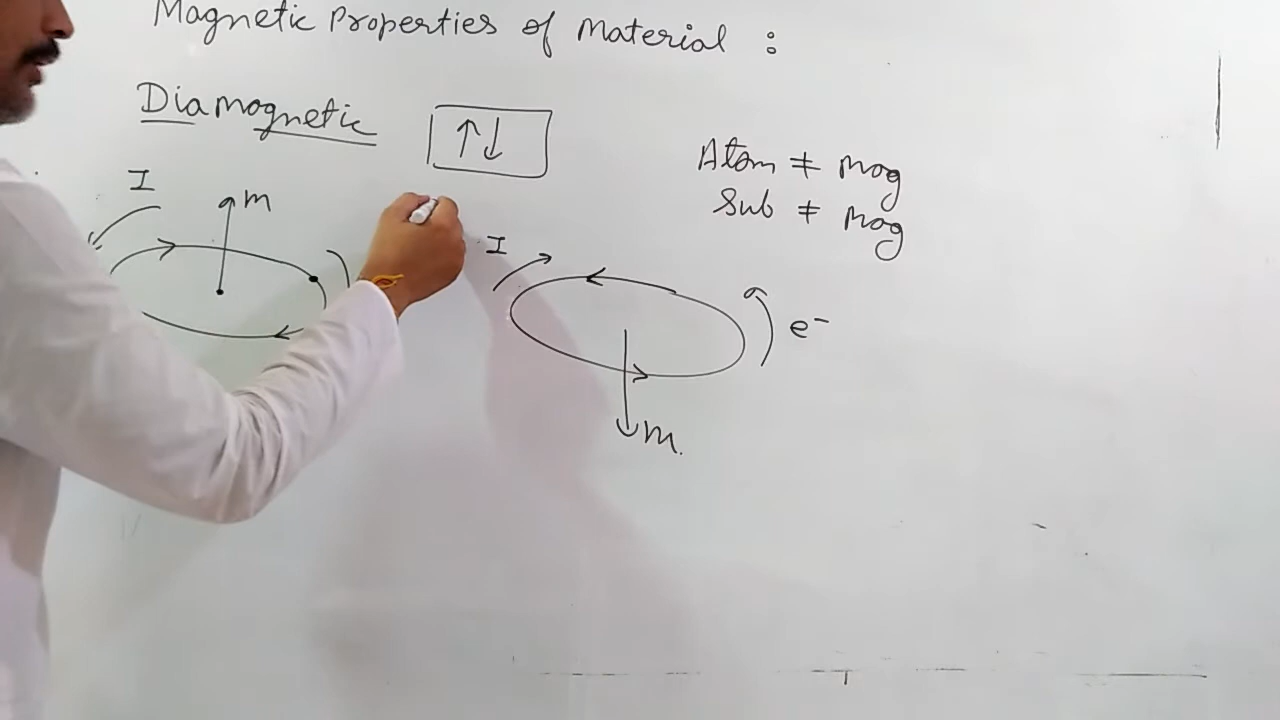 Magnetic Properties of Material :
Diamagnetic ↑↓
Atom ≠ Mag
Sub ≠ Mag
I
m
I
e⁻
m.